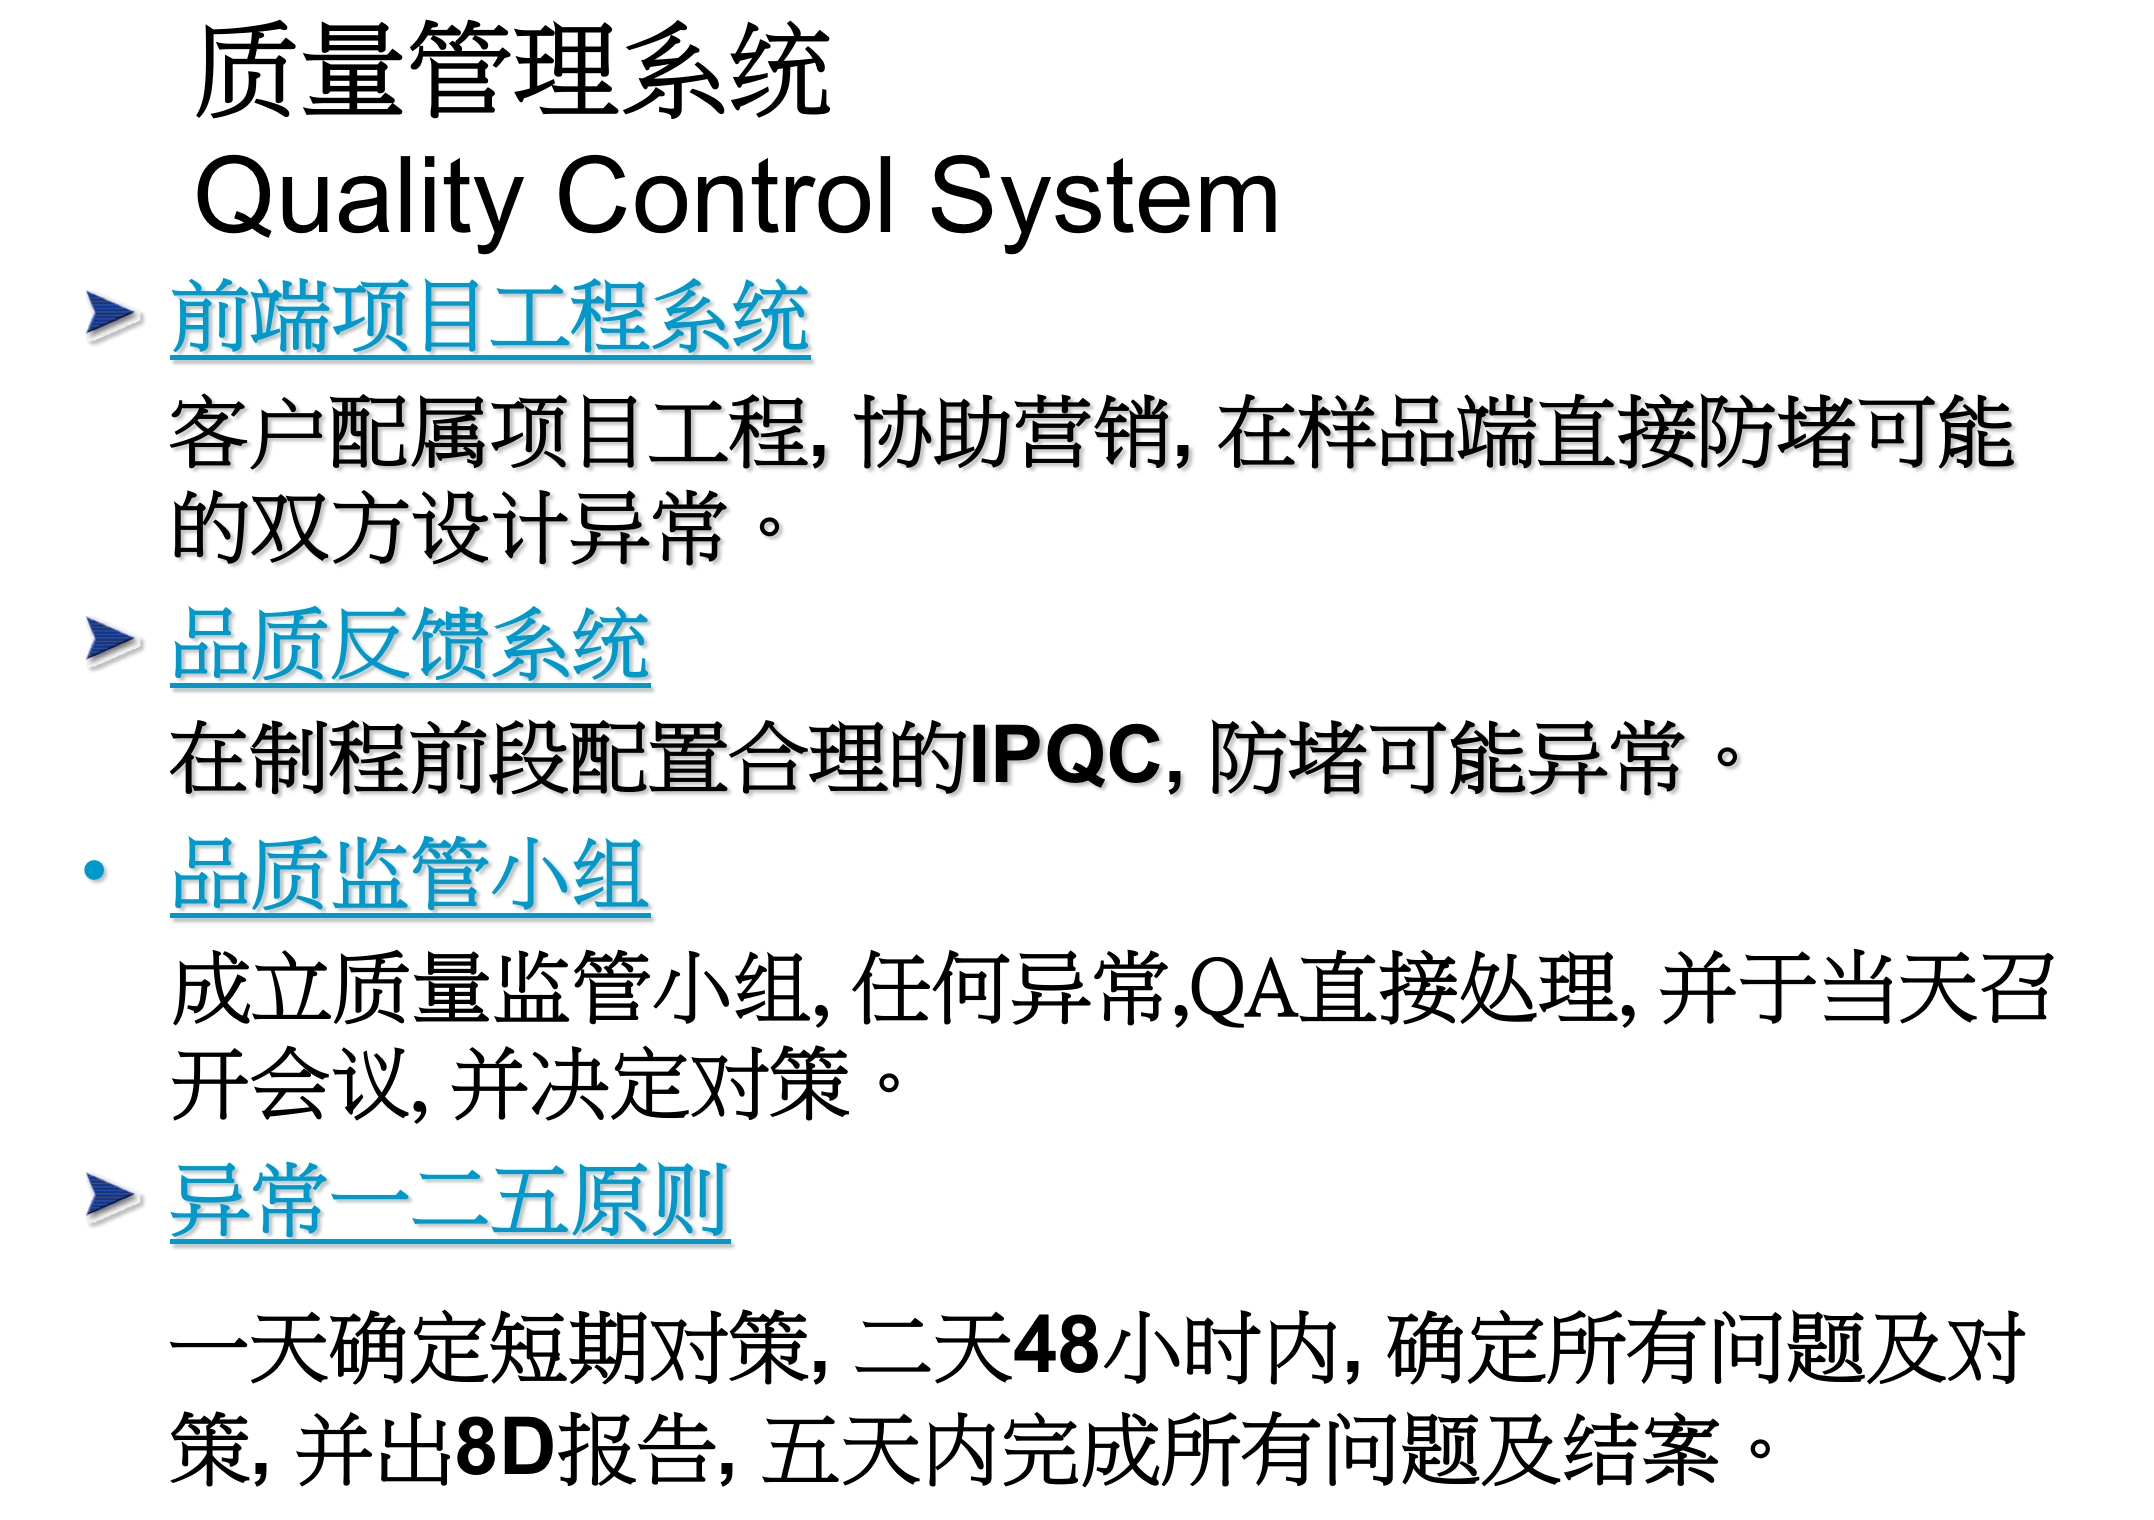 质量管理系统
Quality Control System
前端项目工程系统
客户配属项目工程, 协助营销, 在样品端直接防堵可能
的双方设计异常。
品质反馈系统
在制程前段配置合理的IPQC, 防堵可能异常。
• 品质监管小组
成立质量监管小组, 任何异常,QA直接处理, 并于当天召
开会议, 并决定对策。
异常一二五原则
一天确定短期对策, 二天48小时内, 确定所有问题及对
策, 并出8D报告, 五天内完成所有问题及结案。